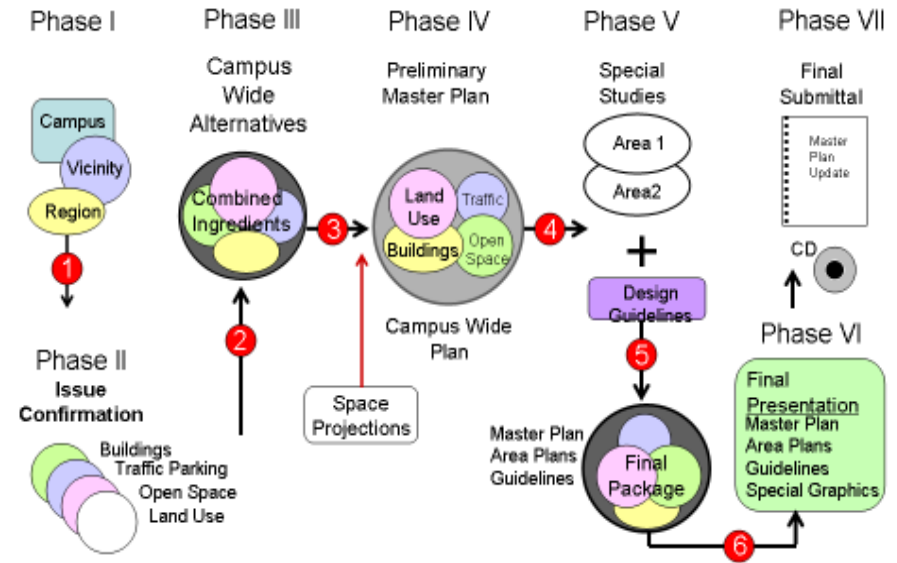 Phase I
Campus
Vicinity
Region
1
Phase II
Issue
Confirmation
Buildings
Traffic Parking
Open Space
Land Use
2
Phase III
Campus
Wide
Alternatives
Combined
Ingredients
3
Phase IV
Preliminary
Master Plan
Land
Use
Traffic
Buildings
Open
Space
Campus Wide
Plan
Space
Projections
4
Phase V
Special
Studies
Area 1
Area2
+
Design
Guidelines
5
Master Plan
Area Plans
Guidelines
Final
Package
6
Phase VI
Final
Presentation
Master Plan
Area Plans
Guidelines
Special Graphics
Phase VII
Final
Submittal
Master
Plan
Update
CD